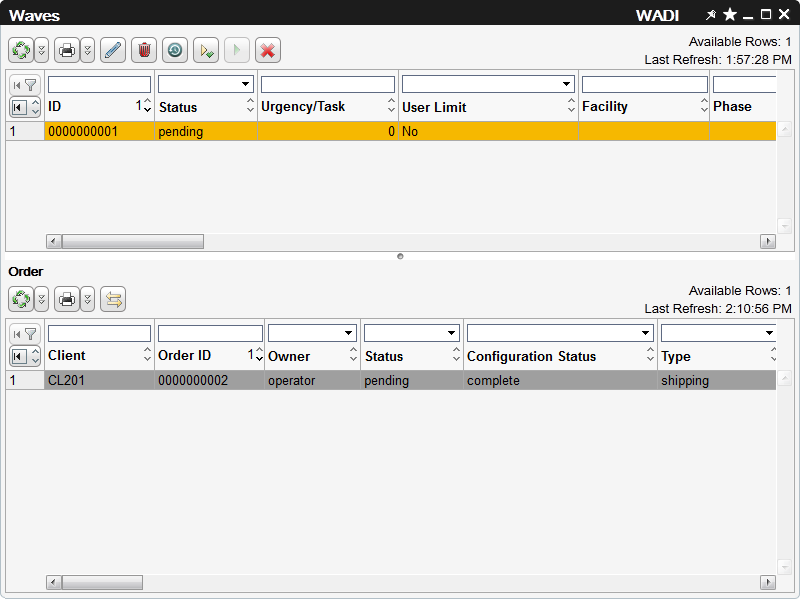 Waves WADI
Available Rows: 1
Last Refresh: 1:57:28 PM
ID 1 Status Urgency/Task User Limit Facility Phase
1 0000000001 pending 0 No
Order
Available Rows: 1
Last Refresh: 2:10:56 PM
Client Order ID 1 Owner Status Configuration Status Type
1 CL201 0000000002 operator pending complete shipping